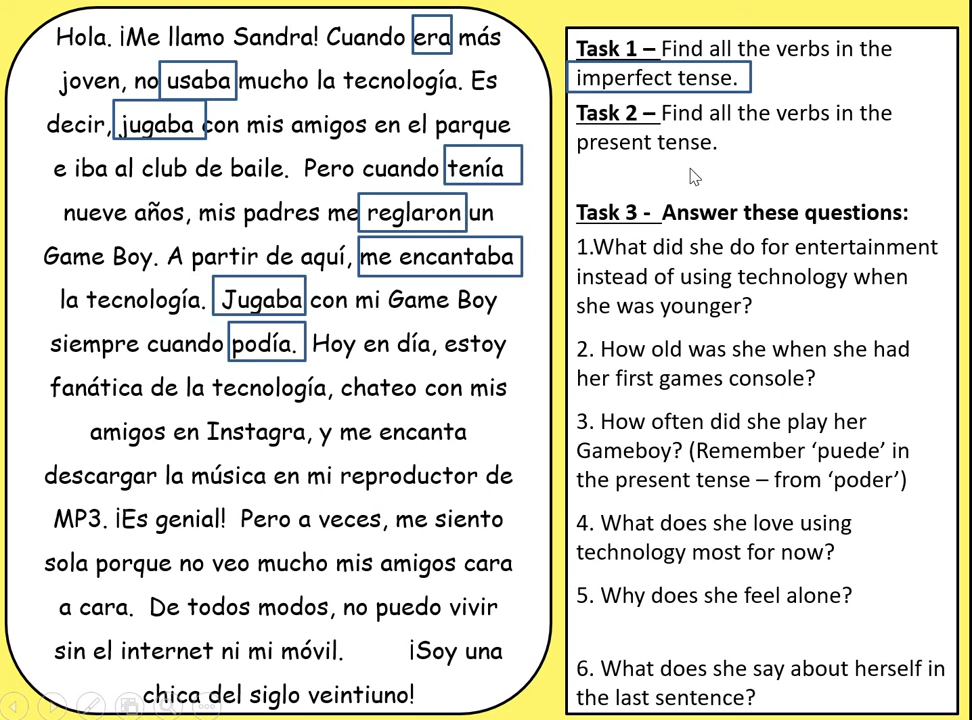 Hola. ¡Me llamo Sandra! Cuando era más
joven, no usaba mucho la tecnología. Es
decir, jugaba con mis amigos en el parque
e iba al club de baile. Pero cuando tenía
nueve años, mis padres me reglaron un
Game Boy. A partir de aquí, me encantaba
la tecnología. Jugaba con mi Game Boy
siempre cuando podía. Hoy en día, estoy
fanática de la tecnología, chateo con mis
amigos en Instagra, y me encanta
descargar la música en mi reproductor de
MP3. ¡Es genial! Pero a veces, me siento
sola porque no veo mucho mis amigos cara
a cara. De todos modos, no puedo vivir
sin el internet ni mi móvil. ¡Soy una
chica del siglo veintiuno!
Task 1 – Find all the verbs in the
imperfect tense.
Task 2 – Find all the verbs in the
present tense.
Task 3 - Answer these questions:
1.What did she do for entertainment
instead of using technology when
she was younger?
2. How old was she when she had
her first games console?
3. How often did she play her
Gameboy? (Remember ‘puede’ in
the present tense – from ‘poder’)
4. What does she love using
technology most for now?
5. Why does she feel alone?
6. What does she say about herself in
the last sentence?